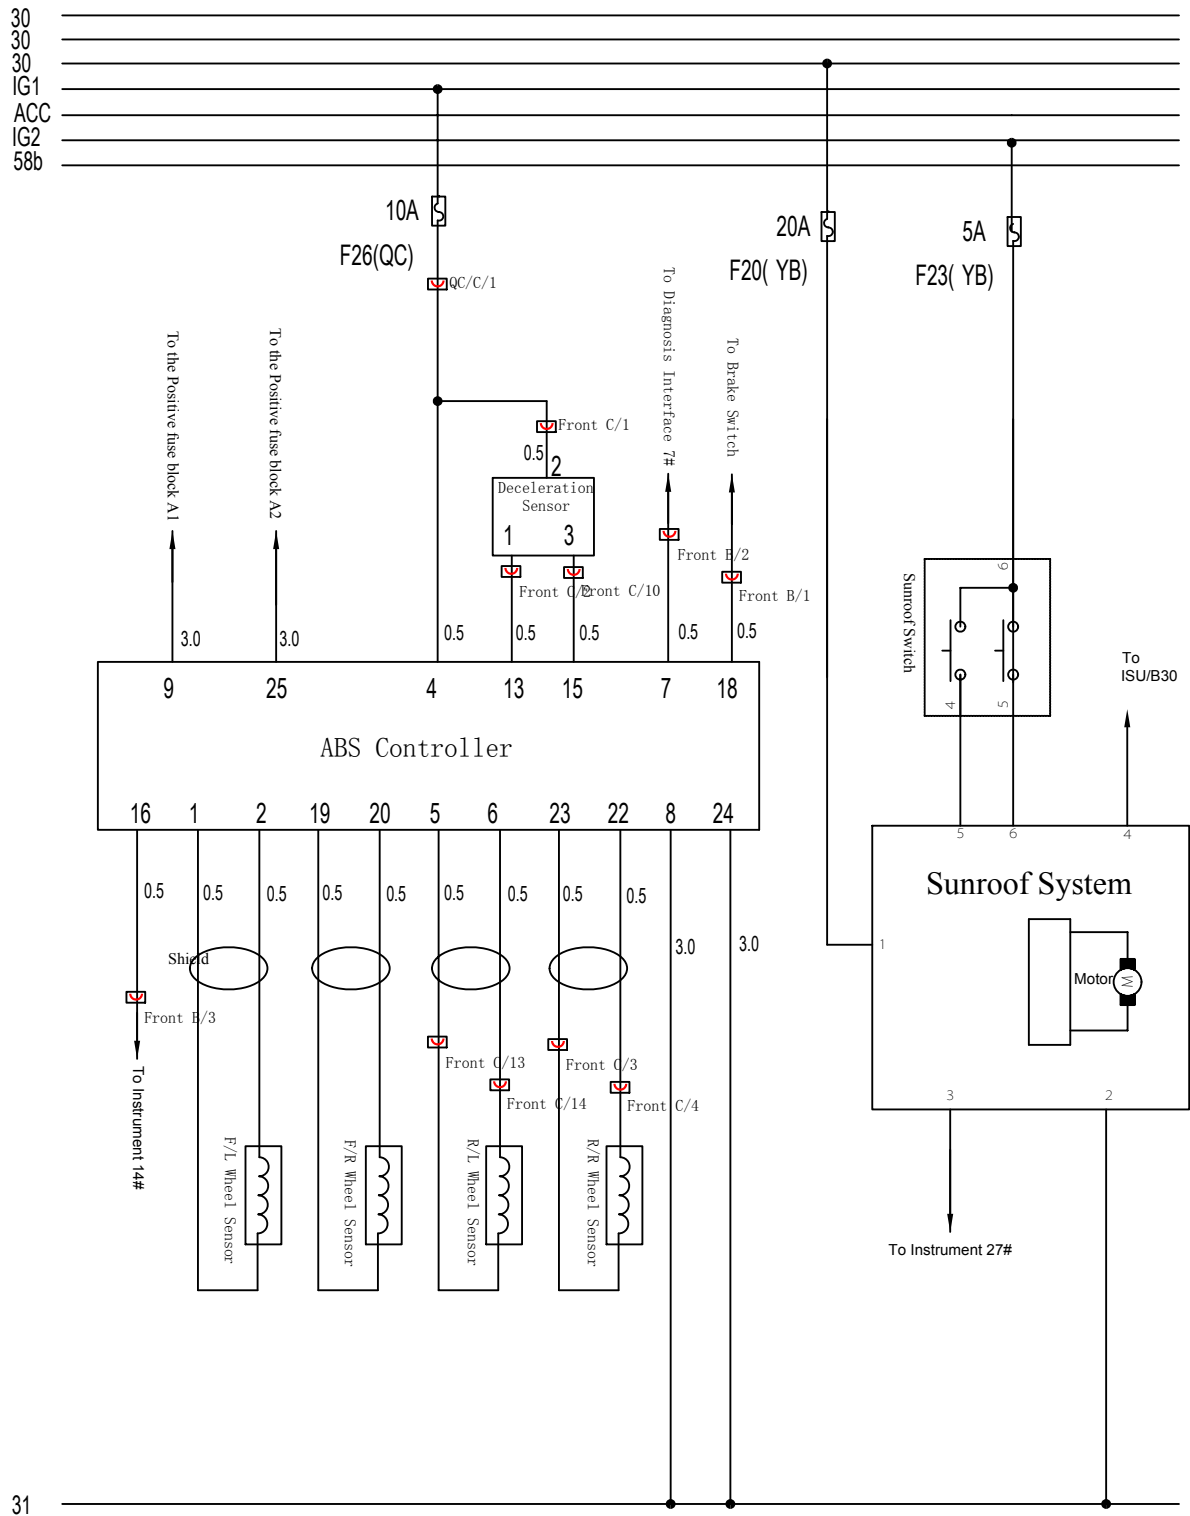 30
30
30
IG1
ACC
IG2
58b
10A
F26(QC)
QC/C/1
20A
F20( YB)
5A
F23( YB)
To the Positive fuse block A1
To the Positive fuse block A2
To Diagnosis Interface 7#
To Brake Switch
Front C/1
0.5
2
Deceleration
Sensor
1
3
Front B/2
Front C/2
Front C/10
Front B/1
3.0
3.0
0.5
0.5
0.5
0.5
0.5
9
25
4
13
15
7
18
ABS Controller
16
1
2
19
20
5
6
23
22
8
24
Sunroof Switch
6
4
5
To
ISU/B30
5
6
4
Sunroof System
1
Motor
M
3
2
0.5
0.5
0.5
0.5
0.5
0.5
0.5
0.5
0.5
3.0
3.0
Shield
Front B/3
Front C/13
Front C/3
Front C/14
Front C/4
To Instrument 14#
F/L Wheel Sensor
F/R Wheel Sensor
R/L Wheel Sensor
R/R Wheel Sensor
To Instrument 27#
31